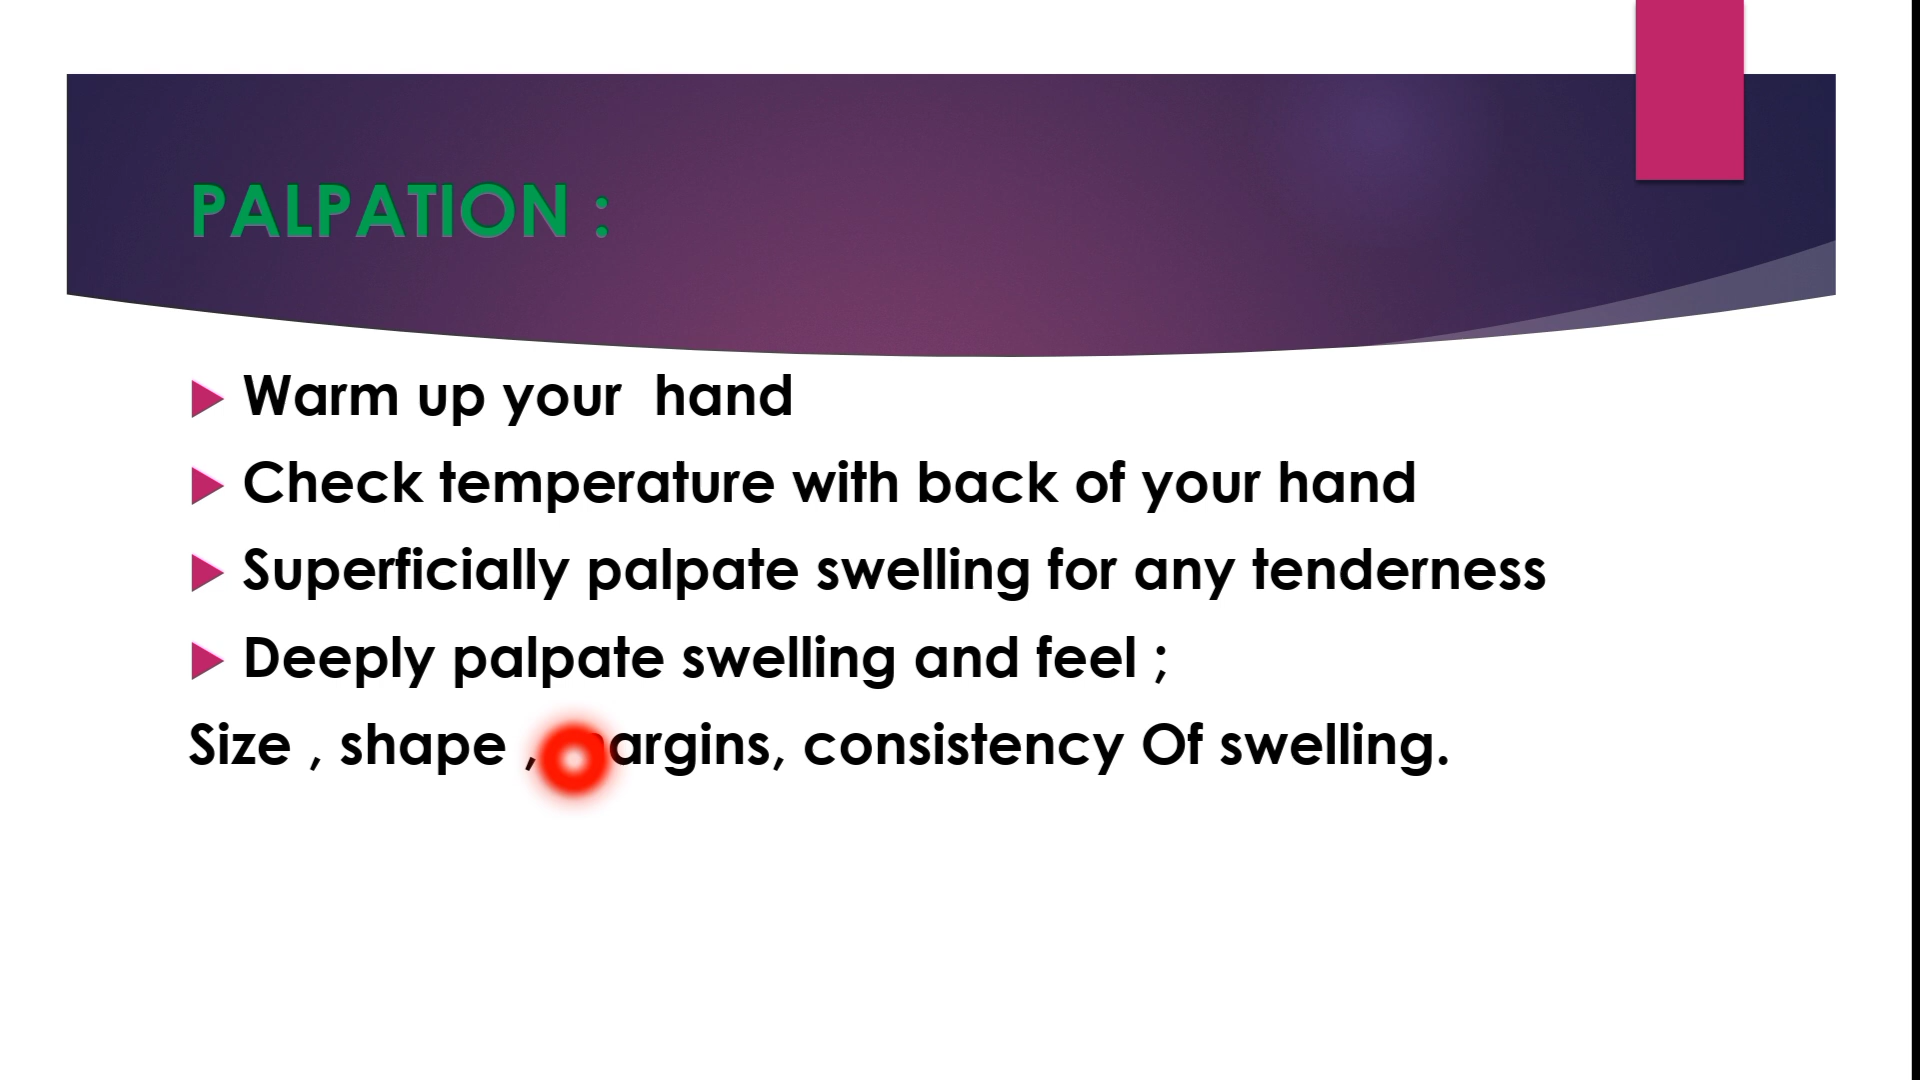 PALPATION :
Warm up your  hand
Check temperature with back of your hand
Superficially palpate swelling for any tenderness
Deeply palpate swelling and feel ;
Size , shape , margins, consistency Of swelling.